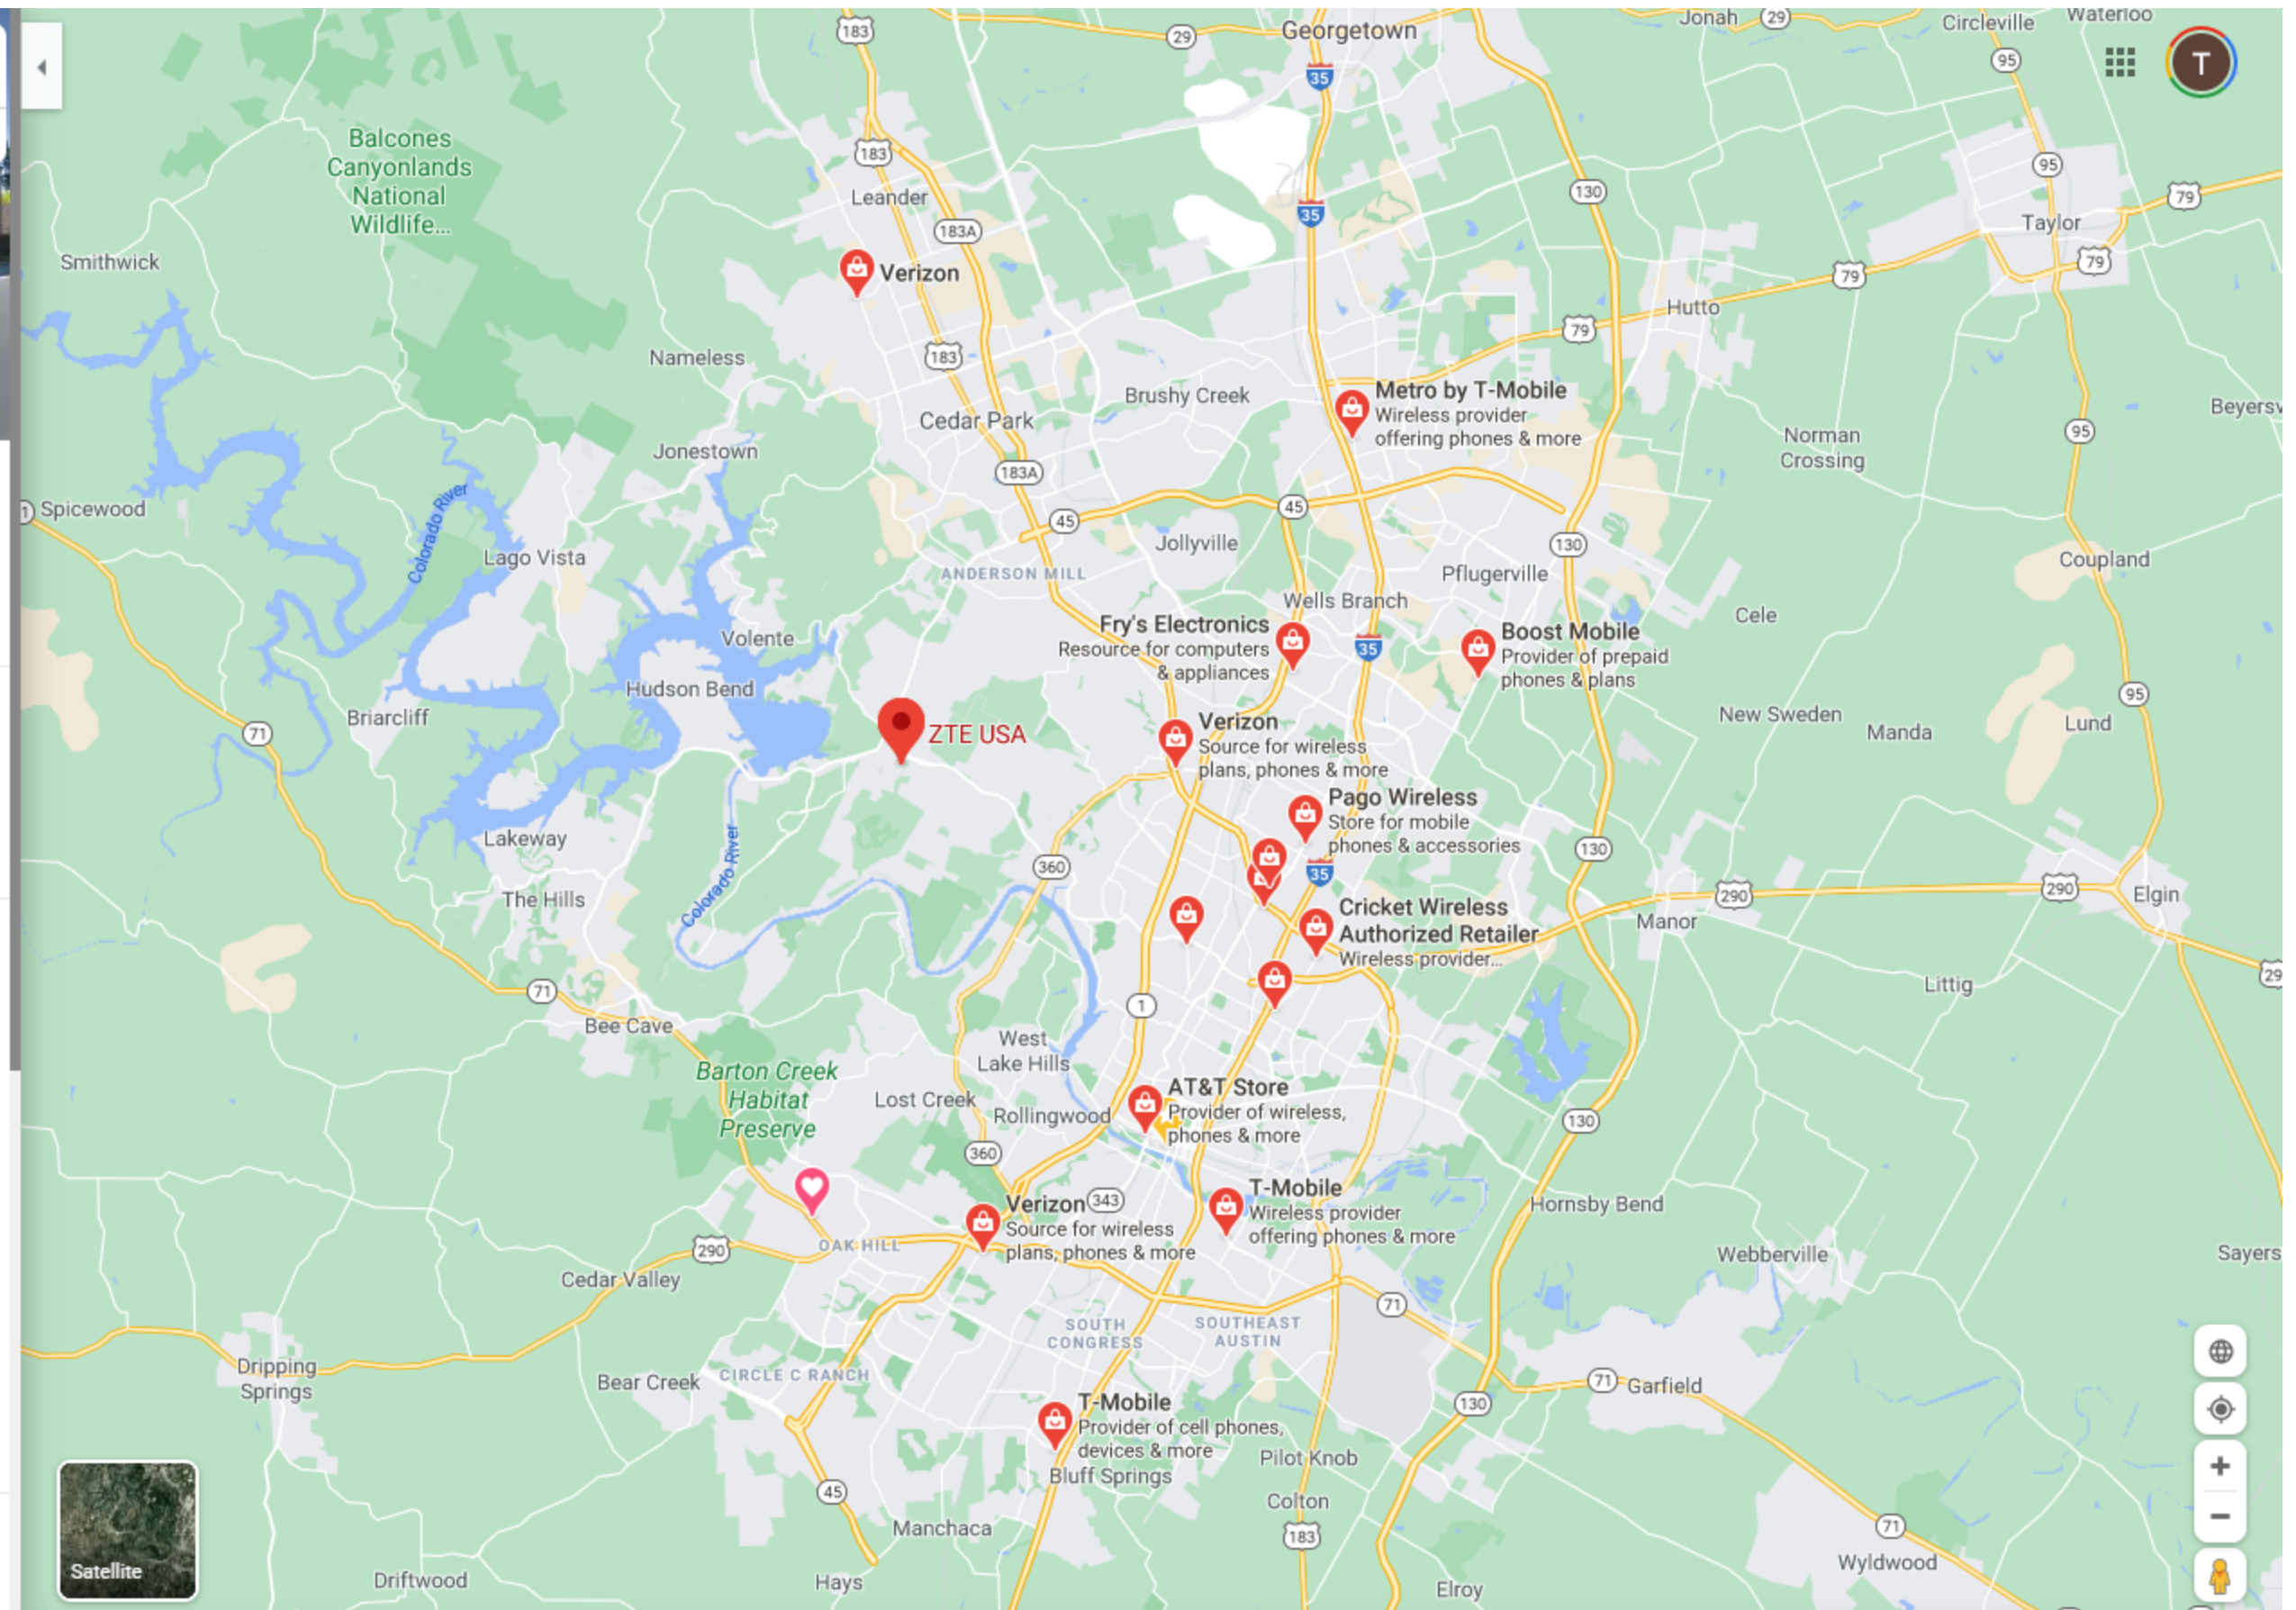 183
29
Georgetown
Jonah
29
Circleville
Waterloo
35
95
T
Balcones
Canyonlands
National
Wildlife...
183
Leander
183A
35
130
95
79
Taylor
79
Smithwick
Verizon
79
Hutto
79
Nameless
183
Brushy Creek
Metro by T-Mobile
Wireless provider
offering phones & more
Cedar Park
Beyersv
95
Norman
Crossing
Jonestown
183A
Spicewood
Colorado River
45
45
Jollyville
130
Lago Vista
ANDERSON MILL
Pflugerville
Coupland
Wells Branch
Cele
Volente
Fry's Electronics
Resource for computers
& appliances
35
Boost Mobile
Provider of prepaid
phones & plans
Hudson Bend
95
Briarcliff
71
ZTE USA
Verizon
Source for wireless
plans, phones & more
New Sweden
Manda
Lund
Pago Wireless
Store for mobile
phones & accessories
Lakeway
Colorado River
360
130
35
The Hills
290
290
Elgin
Cricket Wireless
Authorized Retailer
Wireless provider...
Manor
71
1
Littig
29
Bee Cave
West
Lake Hills
Barton Creek
Habitat
Preserve
Lost Creek
Rollingwood
AT&T Store
Provider of wireless,
phones & more
130
360
Verizon
343
Source for wireless
plans, phones & more
T-Mobile
Wireless provider
offering phones & more
Hornsby Bend
OAK HILL
290
Webberville
Sayers
Cedar Valley
71
SOUTH
CONGRESS
SOUTHEAST
AUSTIN
Dripping
Springs
Bear Creek
CIRCLE C RANCH
71
Garfield
130
T-Mobile
Provider of cell phones,
devices & more
Bluff Springs
Pilot Knob
45
Colton
183
Manchaca
71
Satellite
Driftwood
Hays
Elroy
Wyldwood